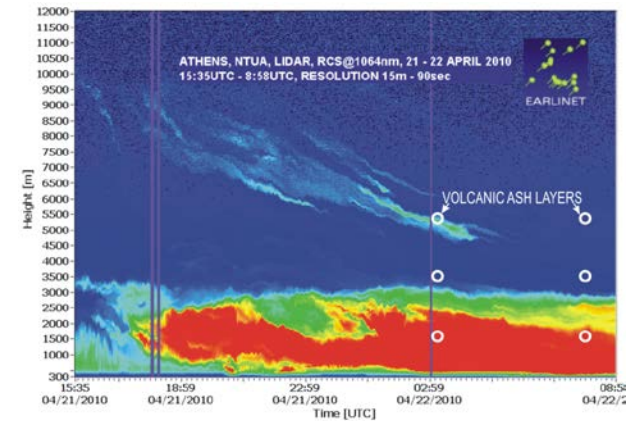 12000
11000
10500
10000
9500
9000
8500
8000
7500
7000
6500
6000
5500
5000
4500
4000
3500
3000
2500
2000
1500
1000
300
Height [m]
ATHENS, NTUA, LIDAR, RCS@1064nm, 21 - 22 APRIL 2010
15:35UTC - 8:58UTC, RESOLUTION 15m - 90sec
EARLINET
VOLCANIC ASH LAYERS
15:35 18:59 22:59 02:59 08:58
04/21/2010 04/21/2010 04/21/2010 04/22/2010 04/22/2
Time [UTC]